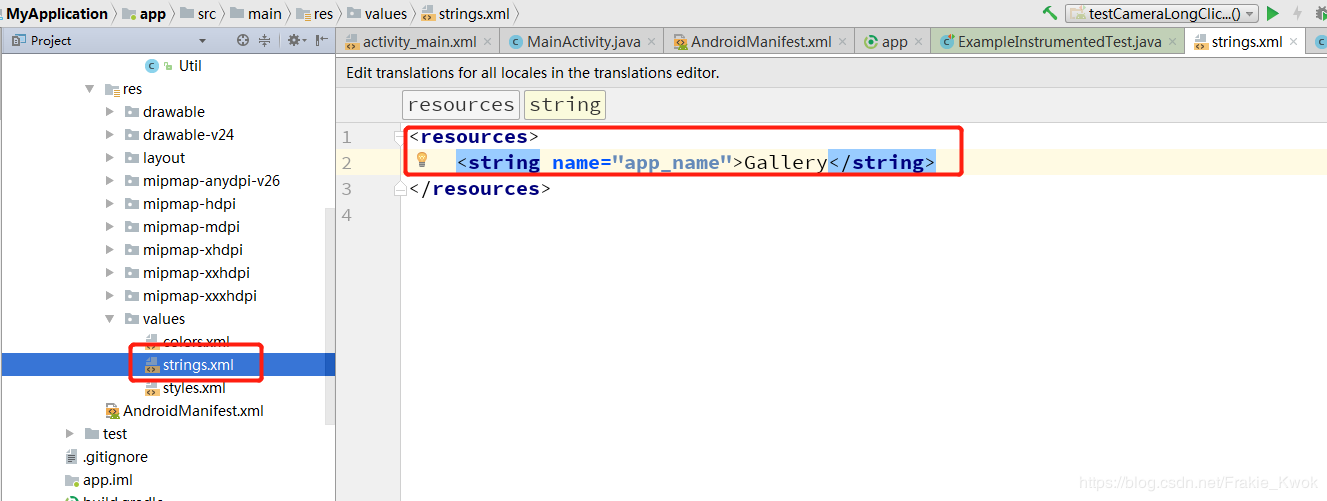 MyApplication app src main res values strings.xml testCameraLongClic...()
Project activity_main.xml MainActivity.java AndroidManifest.xml app ExampleInstrumentedTest.java strings.xml
Util
Edit translations for all locales in the translations editor.
res
drawable
resources string
drawable-v24
1 <resources>
layout
2 <string name="app_name">Gallery</string>
mipmap-anydpi-v26
3 </resources>
mipmap-hdpi
4
mipmap-mdpi
mipmap-xhdpi
mipmap-xxhdpi
mipmap-xxxhdpi
values
colors.xml
strings.xml
styles.xml
AndroidManifest.xml
test
.gitignore
app.iml
build.gradle
https://blog.csdn.net/Frakie_Kwok